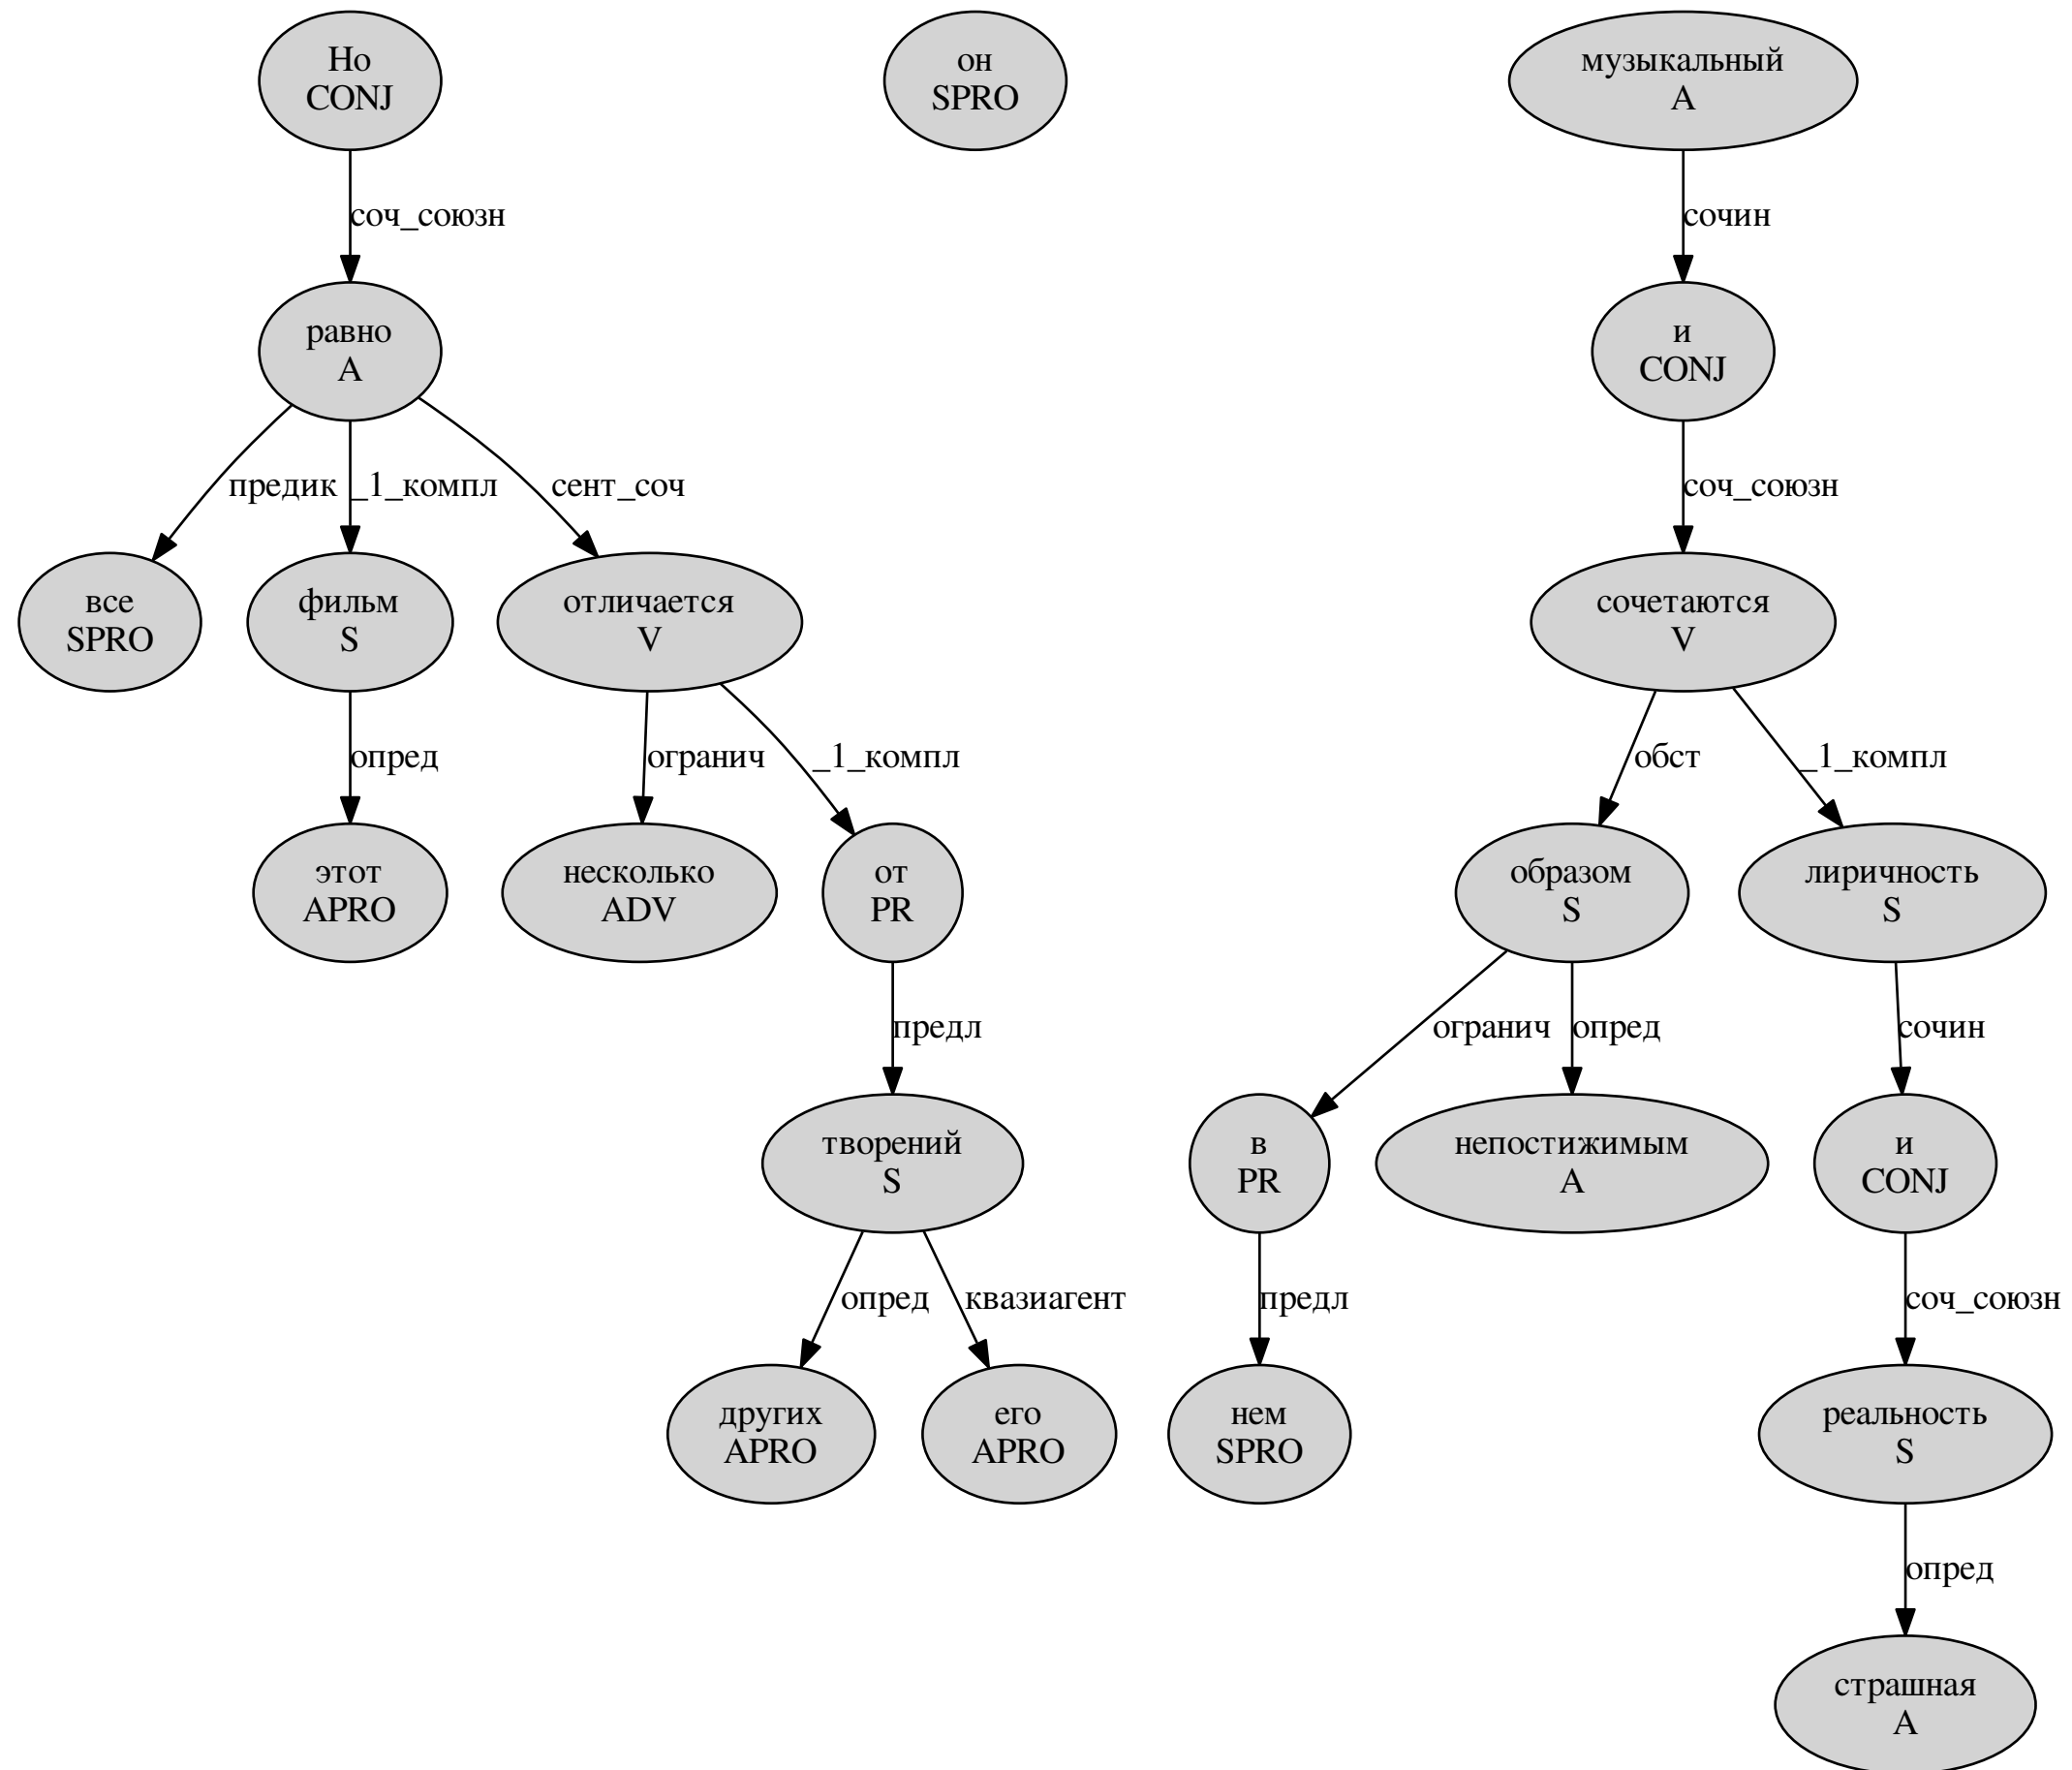 Но
CONJ
он
SPRO
музыкальный
A
соч_союзн
сочин
равно
A
и
CONJ
предик
_1_компл
сент_соч
соч_союзн
все
SPRO
фильм
S
отличается
V
сочетаются
V
опред
огранич
_1_компл
обст
_1_компл
этот
APRO
несколько
ADV
от
PR
образом
S
лиричность
S
предл
огранич
опред
сочин
творений
S
в
PR
непостижимым
A
и
CONJ
опред
квазиагент
предл
соч_союзн
других
APRO
его
APRO
нем
SPRO
реальность
S
опред
страшная
A